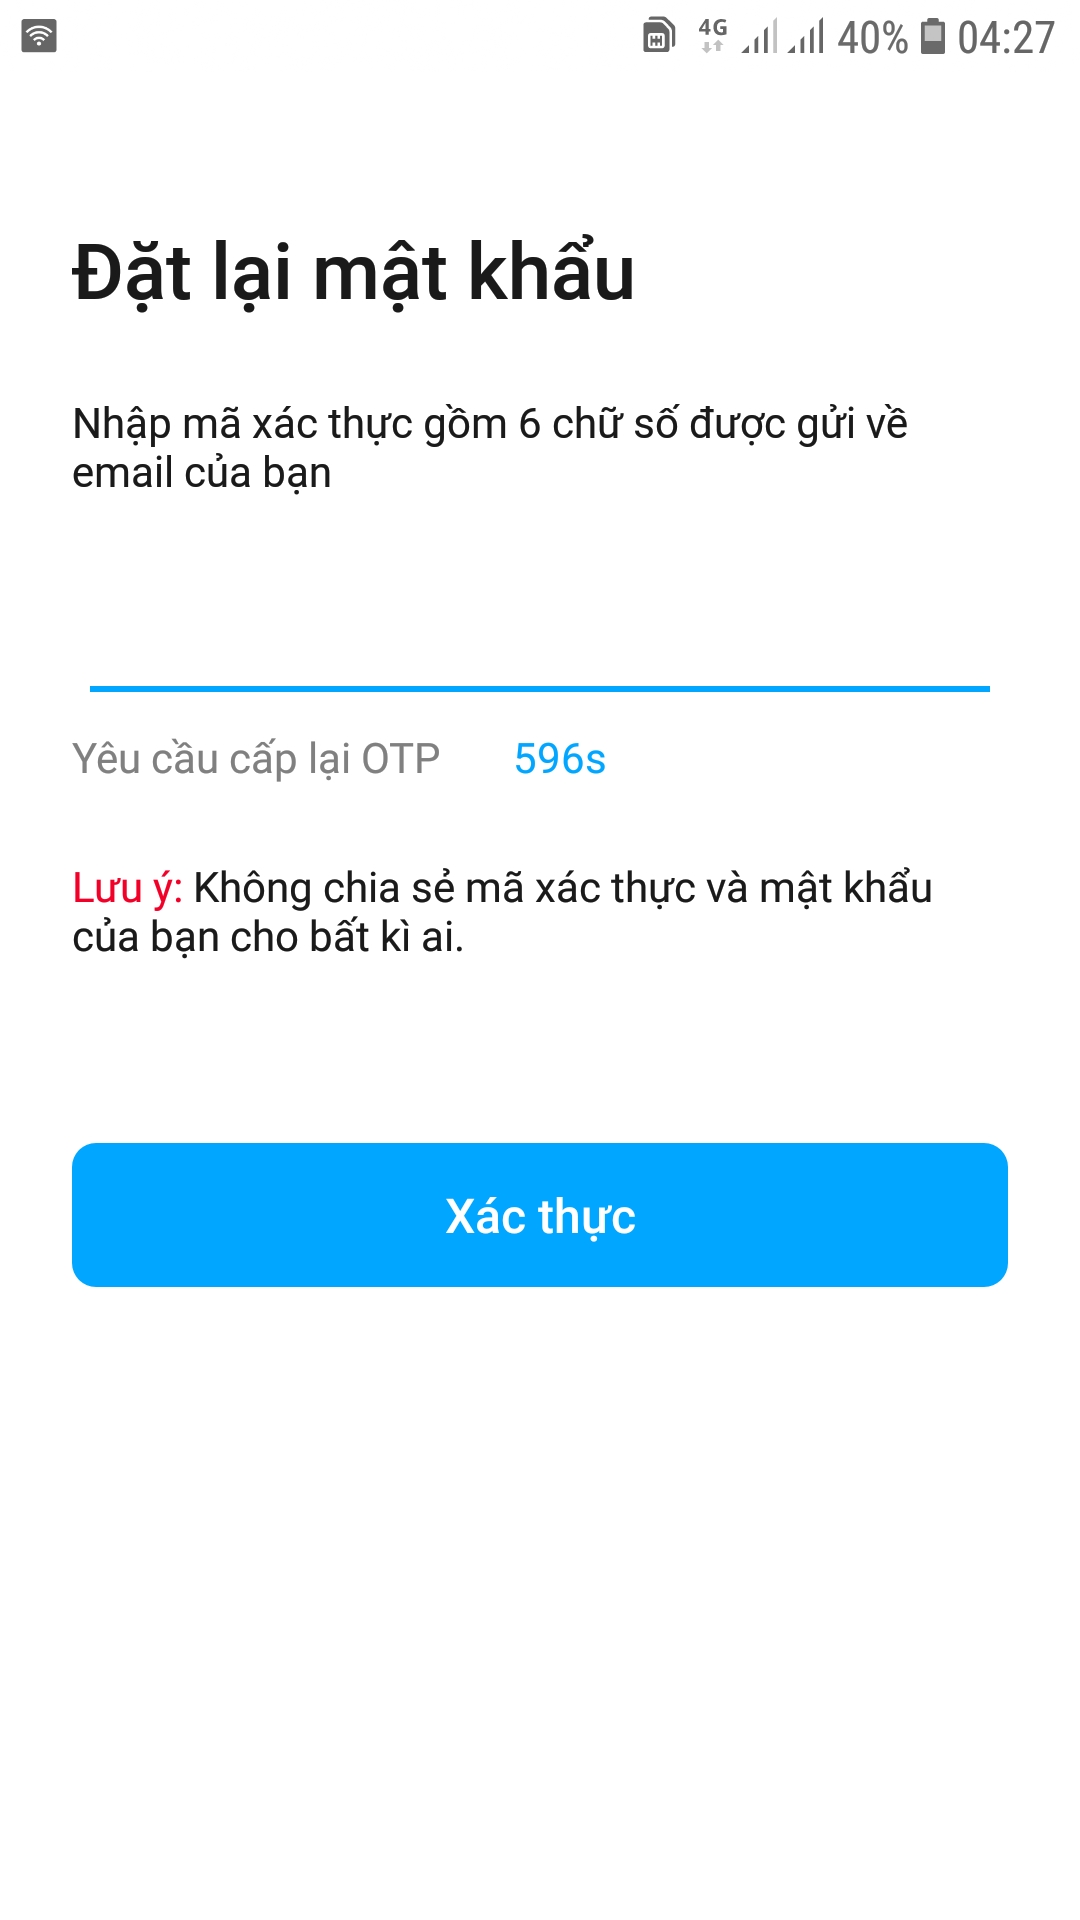 4G 40% 04:27
Đặt lại mật khẩu
Nhập mã xác thực gồm 6 chữ số được gửi về
email của bạn
Yêu cầu cấp lại OTP 596s
Lưu ý: Không chia sẻ mã xác thực và mật khẩu
của bạn cho bất kì ai.
Xác thực